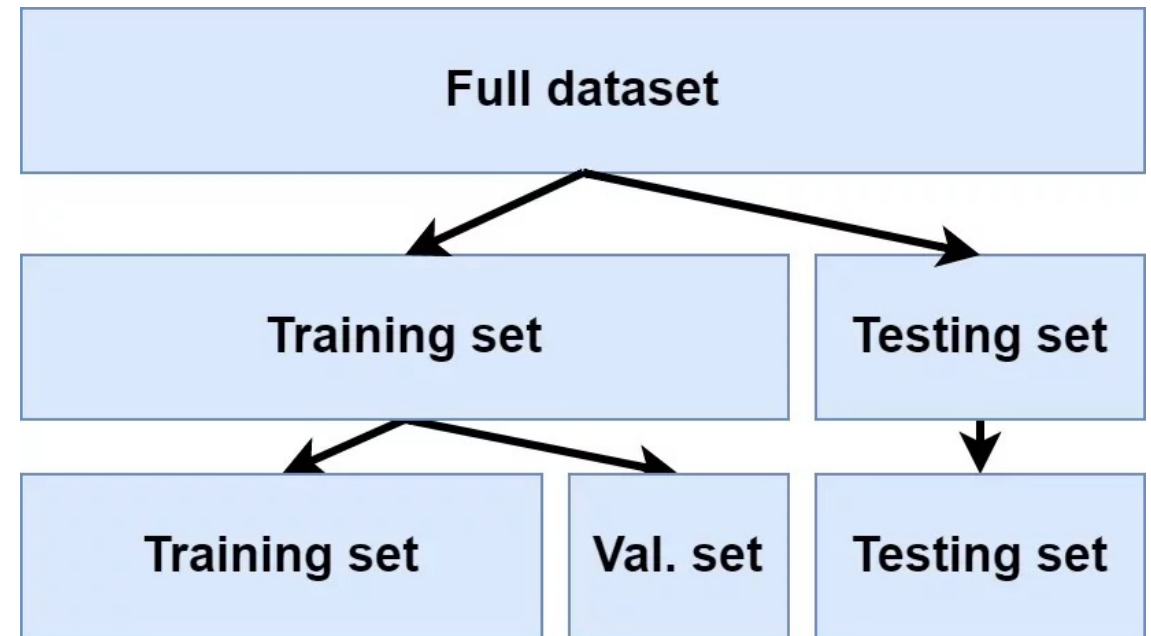 Full dataset
Training set
Testing set
Training set
Val. set
Testing set